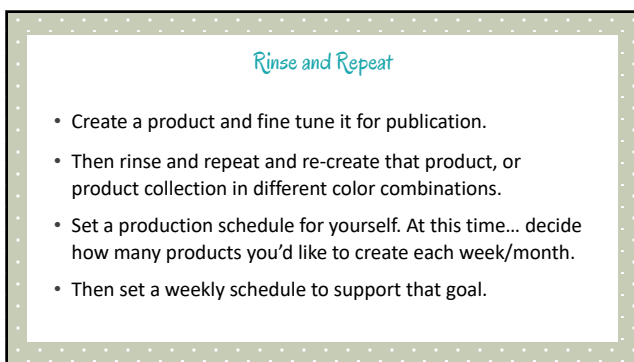 Rinse and Repeat
• Create a product and fine tune it for publication.
• Then rinse and repeat and re-create that product, or
product collection in different color combinations.
• Set a production schedule for yourself. At this time… decide
how many products you'd like to create each week/month.
• Then set a weekly schedule to support that goal.